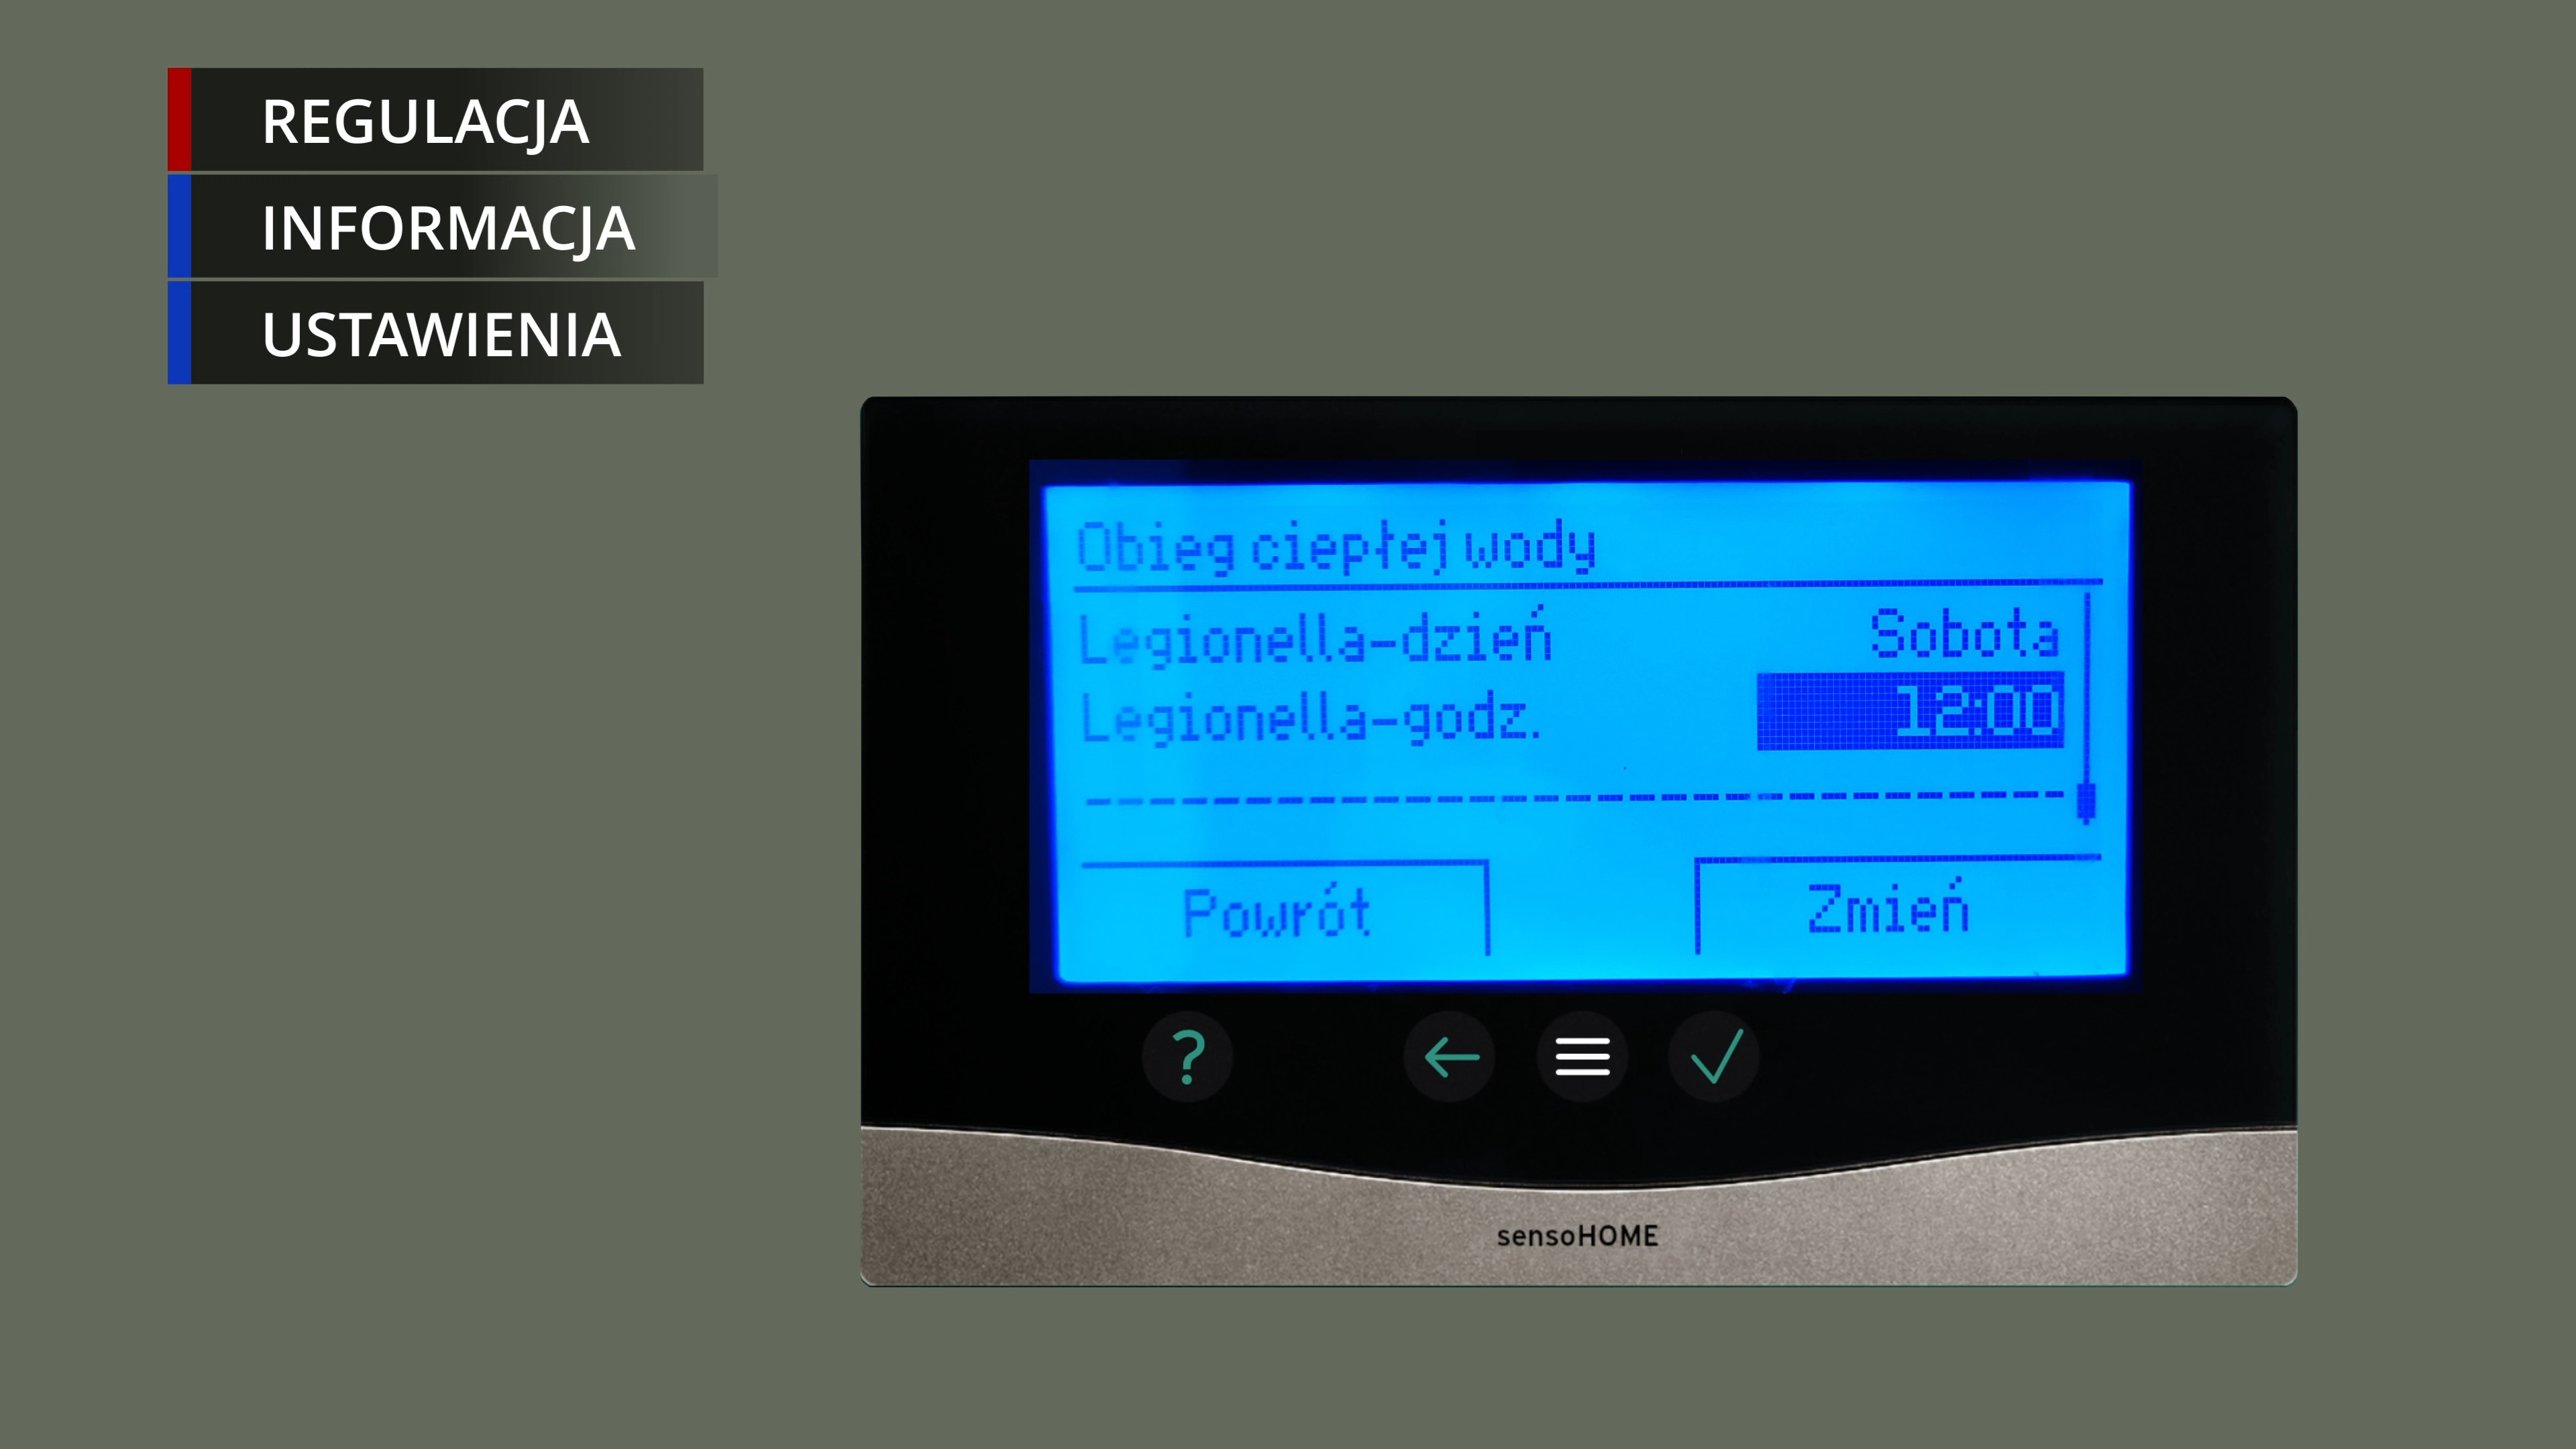 REGULACJA
INFORMACJA
USTAWIENIA
Obieg ciepłej wody
Legionella-dzień Sobota
Legionella-godz. 12:00
Powrót Zmień
?
sensoHOME